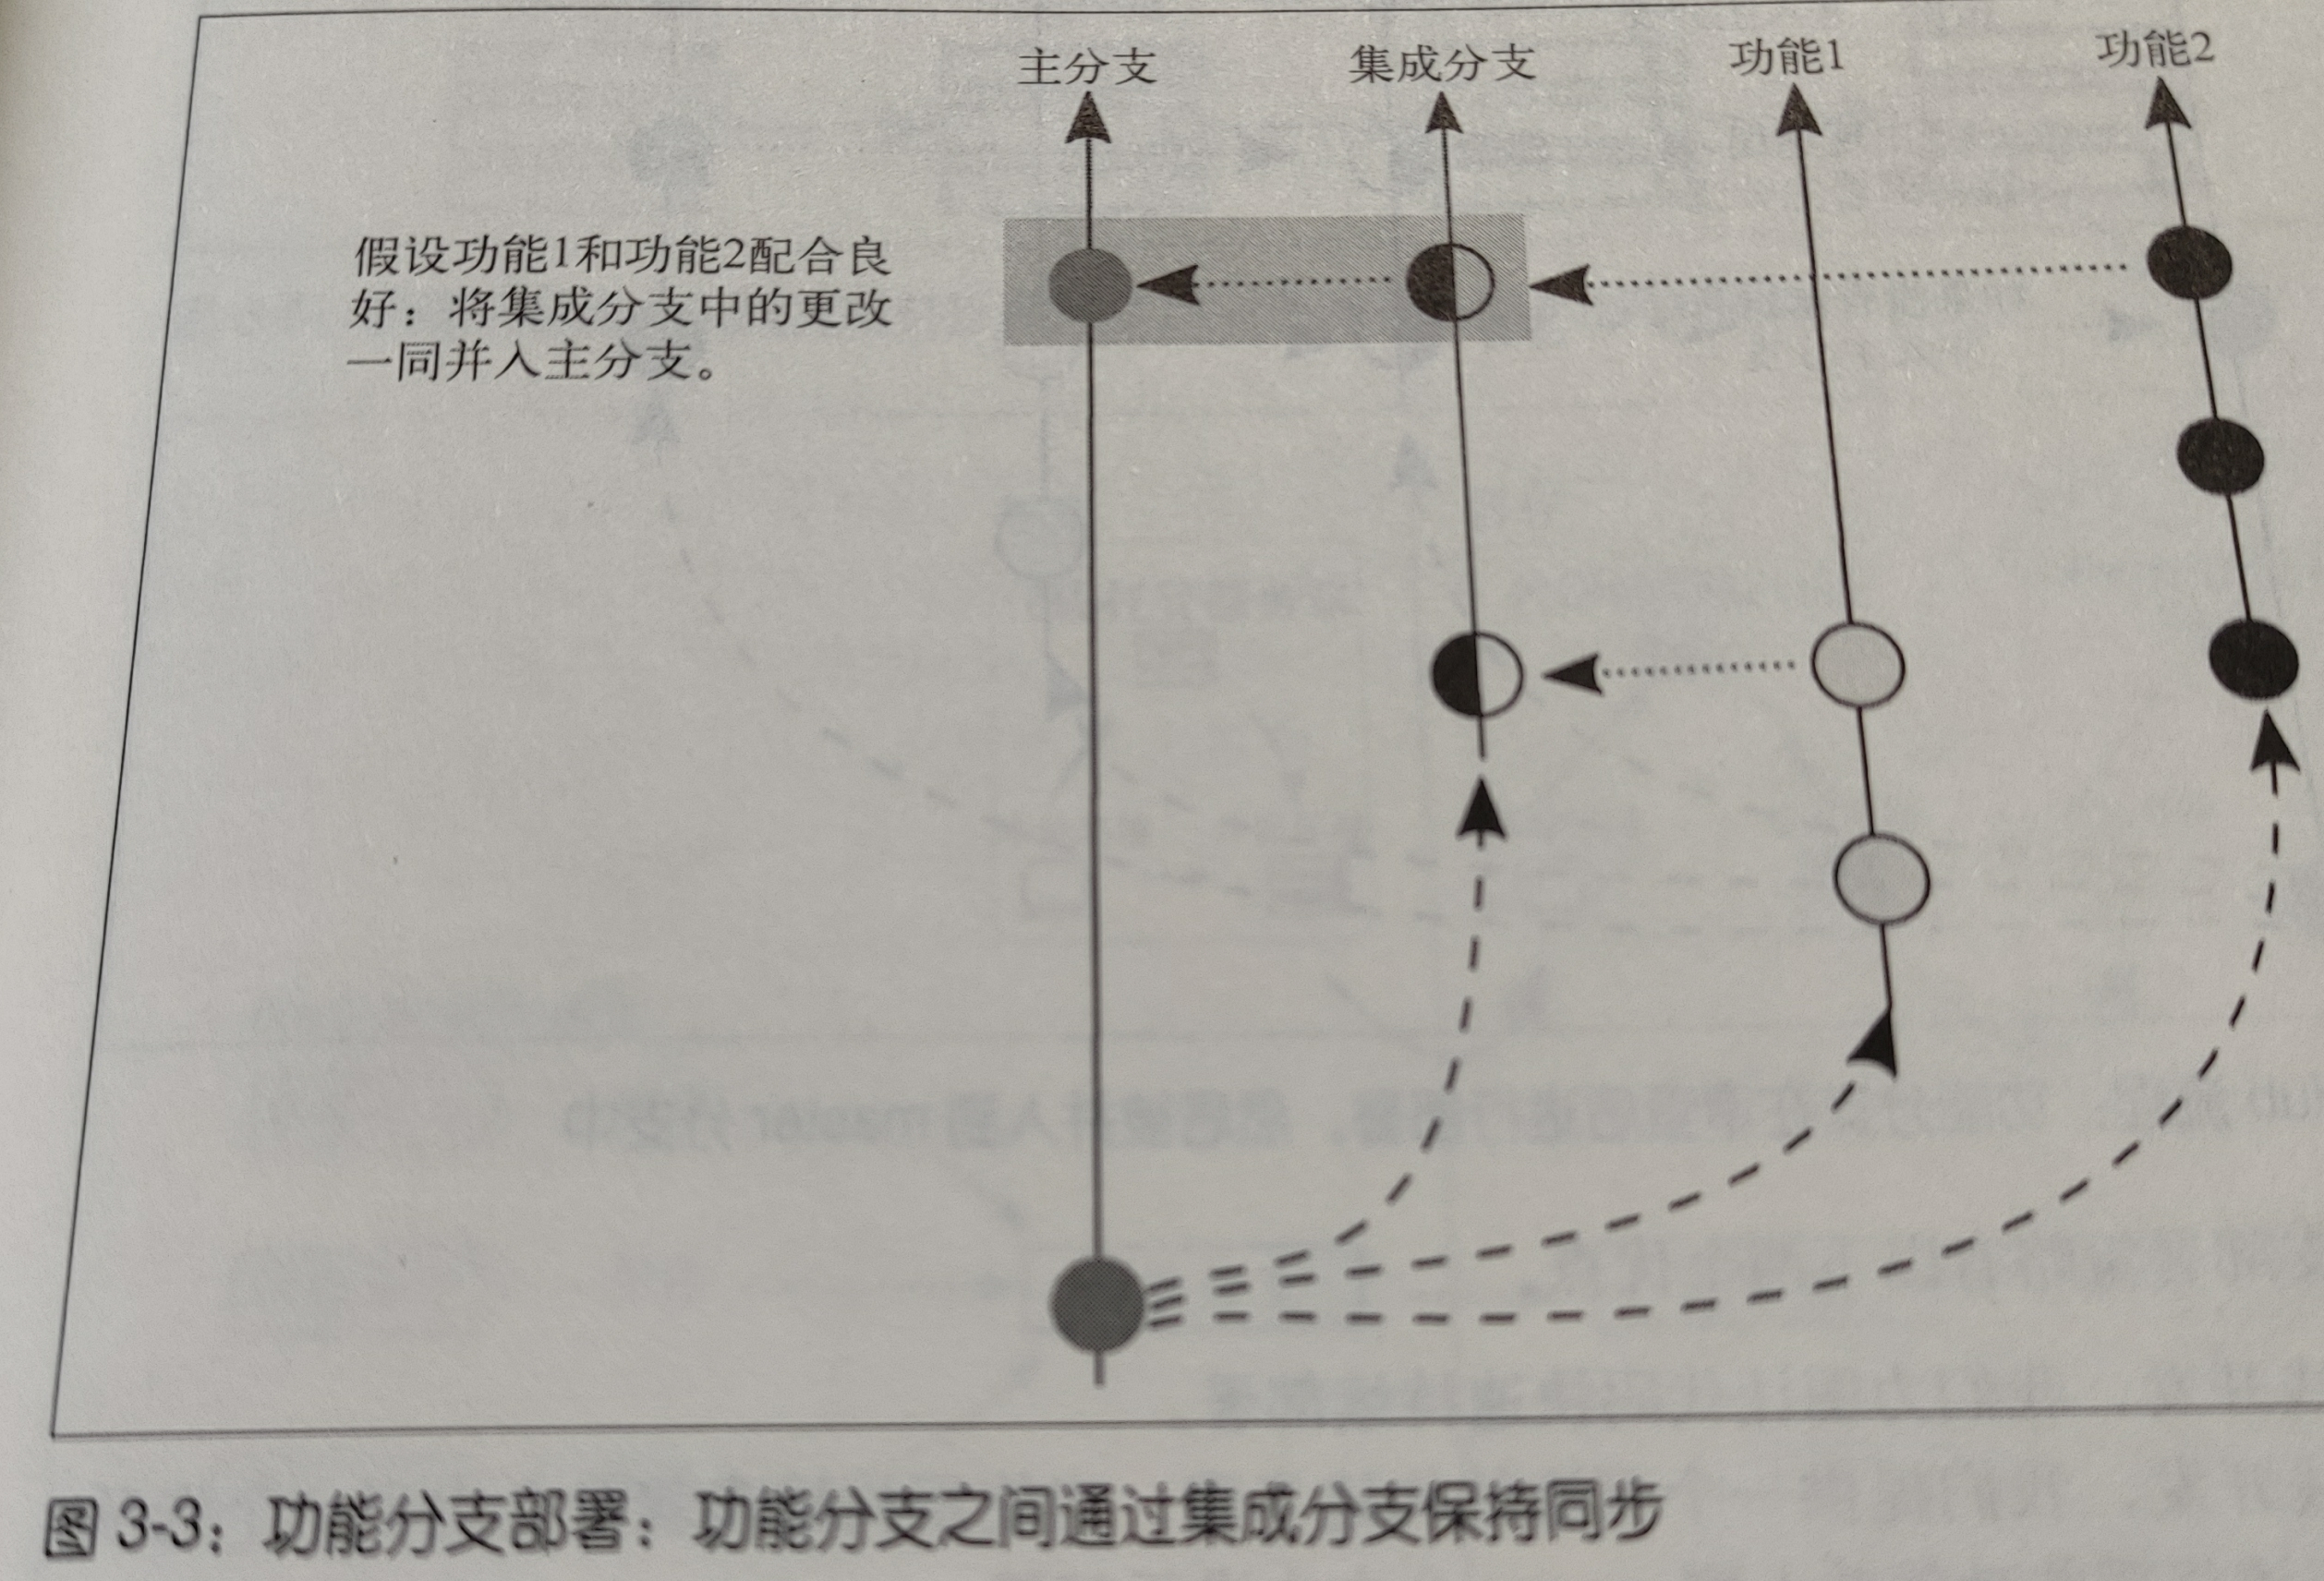 主分支 集成分支 功能1 功能2
假设功能1和功能2配合良
好：将集成分支中的更改
一同并入主分支。
图 3-3：功能分支部署：功能分支之间通过集成分支保持同步